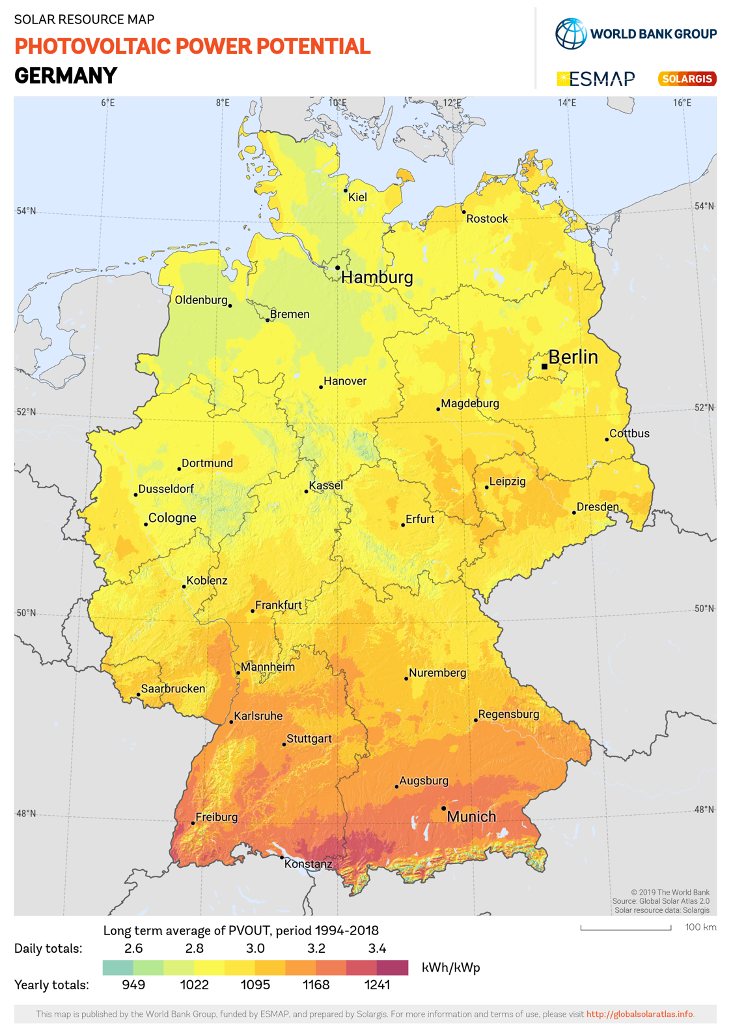 SOLAR RESOURCE MAP
PHOTOVOLTAIC POWER POTENTIAL
GERMANY
WORLD BANK GROUP
ESMAP
SOLARGIS
6°E
8°E
10°E
12°E
14°E
16°E
54°N
54°N
Kiel
Rostock
Hamburg
Oldenburg
Bremen
Berlin
Hanover
Magdeburg
52°N
52°N
Cottbus
Dortmund
Dusseldorf
Kassel
Leipzig
Cologne
Erfurt
Dresden
Koblenz
Frankfurt
50°N
50°N
Mannheim
Nuremberg
Saarbrucken
Karlsruhe
Regensburg
Stuttgart
Augsburg
48°N
48°N
Freiburg
Munich
Konstanz
© 2019 The World Bank
Source: Global Solar Atlas 2.0
Solar resource data: Solargis
100 km
Long term average of PVOUT, period 1994-2018
Daily totals: 2.6 2.8 3.0 3.2 3.4
kWh/kWp
Yearly totals: 949 1022 1095 1168 1241
This map is published by the World Bank Group, funded by ESMAP, and prepared by Solargis. For more information and terms of use, please visit http://globalsolaratlas.info.